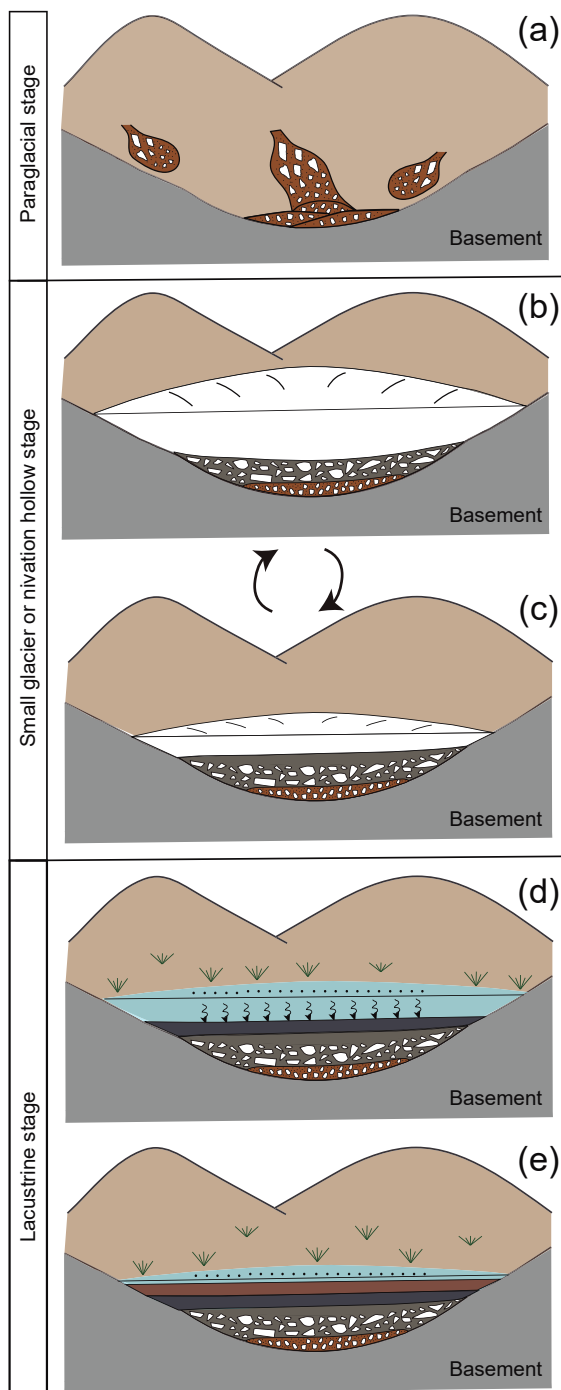 Paraglacial stage
(a)
Basement
Small glacier or nivation hollow stage
(b)
Basement
(c)
Basement
Lacustrine stage
(d)
Basement
(e)
Basement